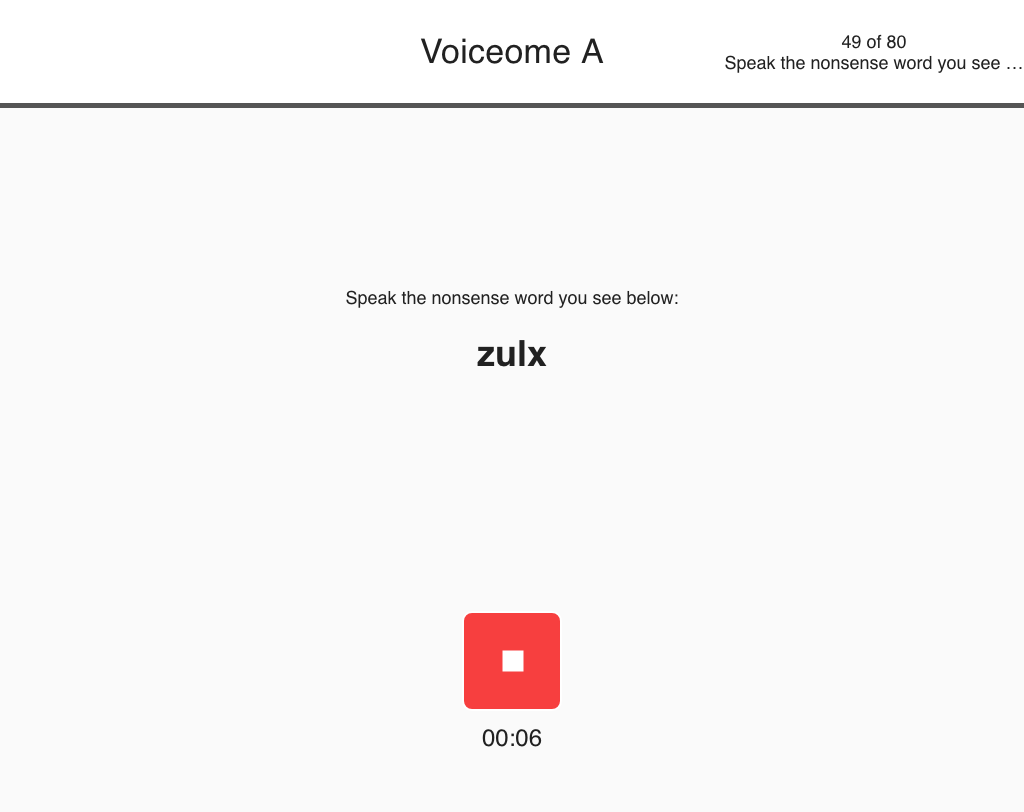 Voiceome A
49 of 80
Speak the nonsense word you see …
Speak the nonsense word you see below:
zulx
00:06